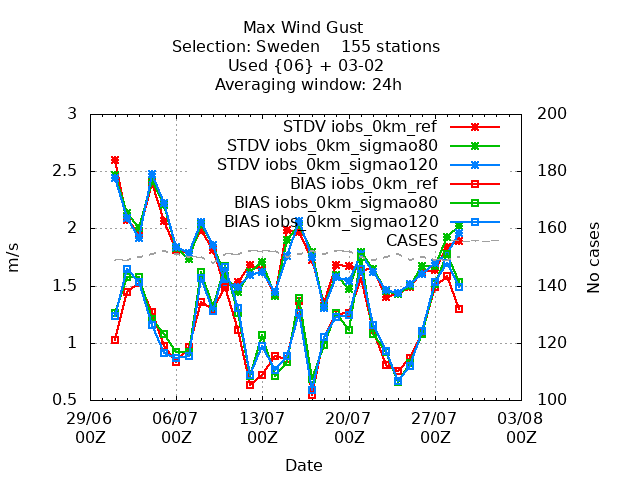 Max Wind Gust
Selection: Sweden    155 stations
Used {06} + 03-02
Averaging window: 24h
3
2.5
2
1.5
1
0.5
m/s
200
180
160
140
120
100
No cases
STDV iobs_0km_ref
STDV iobs_0km_sigmao80
STDV iobs_0km_sigmao120
BIAS iobs_0km_ref
BIAS iobs_0km_sigmao80
BIAS iobs_0km_sigmao120
CASES
29/06 06/07 13/07 20/07 27/07 03/08
00Z 00Z 00Z 00Z 00Z 00Z
Date